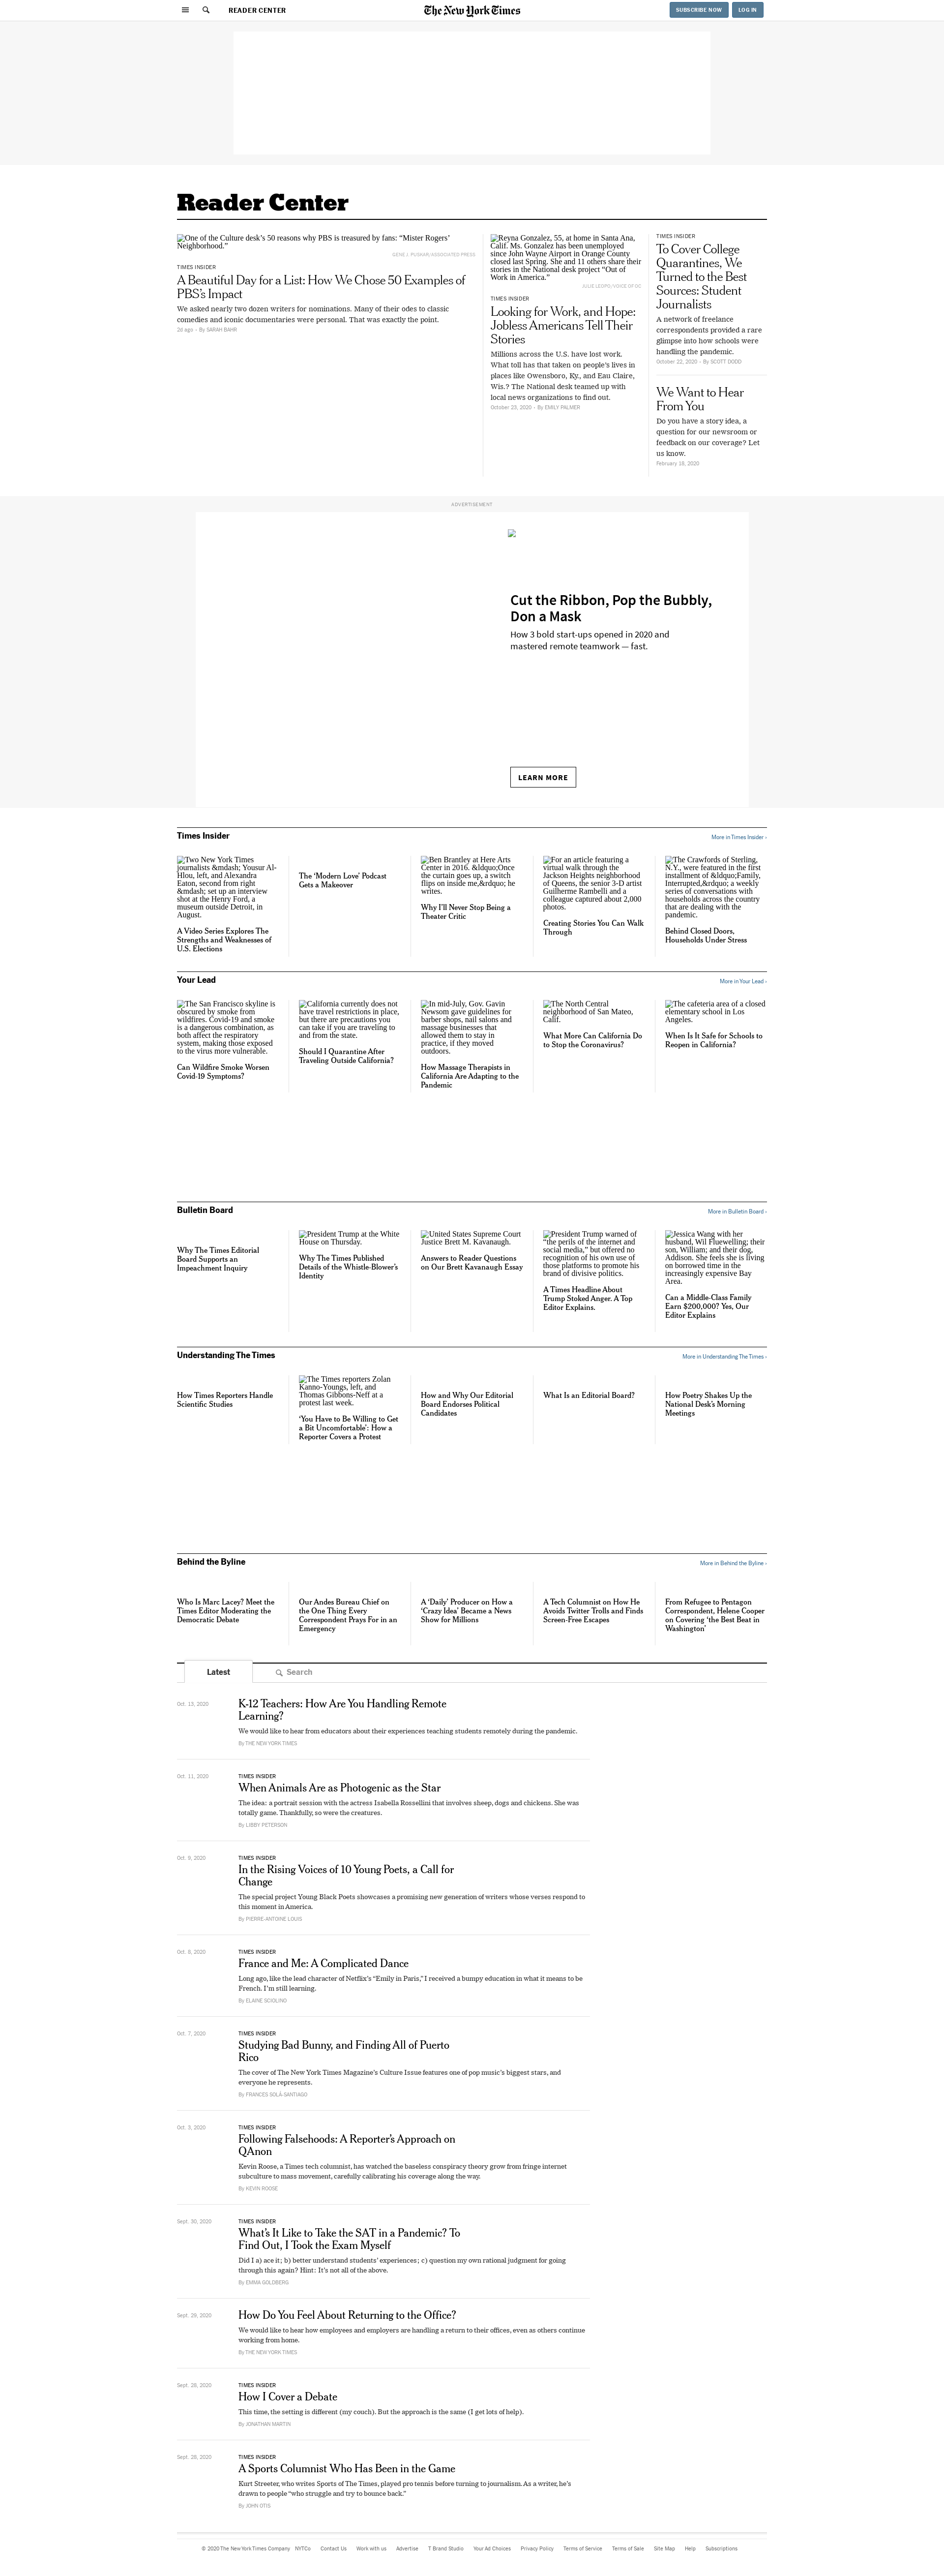 READER CENTER
The New York Times
SUBSCRIBE NOW
LOG IN
Reader Center
One of the Culture desk's 50 reasons why PBS is treasured by fans: “Mister Rogers’
Neighborhood.”
GENE J. PUSKAR/ASSOCIATED PRESS
TIMES INSIDER
A Beautiful Day for a List: How We Chose 50 Examples of
PBS’s Impact
We asked nearly two dozen writers for nominations. Many of their odes to classic
comedies and iconic documentaries were personal. That was exactly the point.
2d ago · By SARAH BAHR
Reyna Gonzalez, 55, at home in Santa Ana,
Calif. Ms. Gonzalez has been unemployed
since John Wayne Airport in Orange County
closed last Spring. She and 11 others share their
stories in the National desk project “Out of
Work in America.”
JULIE LEOPO/VOICE OF OC
TIMES INSIDER
Looking for Work, and Hope:
Jobless Americans Tell Their
Stories
Millions across the U.S. have lost work.
What toll has that taken on people’s lives in
places like Owensboro, Ky., and Eau Claire,
Wis.? The National desk teamed up with
local news organizations to find out.
October 23, 2020 · By EMILY PALMER
TIMES INSIDER
To Cover College
Quarantines, We
Turned to the Best
Sources: Student
Journalists
A network of freelance
correspondents provided a rare
glimpse into how schools were
handling the pandemic.
October 22, 2020 · By SCOTT DODD
We Want to Hear
From You
Do you have a story idea, a
question for our newsroom or
feedback on our coverage? Let
us know.
February 18, 2020
ADVERTISEMENT
Cut the Ribbon, Pop the Bubbly,
Don a Mask
How 3 bold start-ups opened in 2020 and
mastered remote teamwork — fast.
LEARN MORE
Times Insider
More in Times Insider ›
Two New York Times
journalists &mdash; Yousur Al-
Hlou, left, and Alexandra
Eaton, second from right
&mdash; set up an interview
shot at the Henry Ford, a
museum outside Detroit, in
August.
A Video Series Explores The
Strengths and Weaknesses of
U.S. Elections
The ‘Modern Love’ Podcast
Gets a Makeover
Ben Brantley at Here Arts
Center in 2016. &ldquo;Once
the curtain goes up, a switch
flips on inside me,&rdquo; he
writes.
Why I’ll Never Stop Being a
Theater Critic
For an article featuring a
virtual walk through the
Jackson Heights neighborhood
of Queens, the senior 3-D artist
Guilherme Rambelli and a
colleague captured about 2,000
photos.
Creating Stories You Can Walk
Through
The Crawfords of Sterling,
N.Y., were featured in the first
installment of &ldquo;Family,
Interrupted,&rdquo; a weekly
series of conversations with
households across the country
that are dealing with the
pandemic.
Behind Closed Doors,
Households Under Stress
Your Lead
More in Your Lead ›
The San Francisco skyline is
obscured by smoke from
wildfires. Covid-19 and smoke
is a dangerous combination, as
both affect the respiratory
system, making those exposed
to the virus more vulnerable.
Can Wildfire Smoke Worsen
Covid-19 Symptoms?
California currently does not
have travel restrictions in place,
but there are precautions you
can take if you are traveling to
and from the state.
Should I Quarantine After
Traveling Outside California?
In mid-July, Gov. Gavin
Newsom gave guidelines for
barber shops, nail salons and
massage businesses that
allowed them to stay in
practice, if they moved
outdoors.
How Massage Therapists in
California Are Adapting to the
Pandemic
The North Central
neighborhood of San Mateo,
Calif.
What More Can California Do
to Stop the Coronavirus?
The cafeteria area of a closed
elementary school in Los
Angeles.
When Is It Safe for Schools to
Reopen in California?
Bulletin Board
More in Bulletin Board ›
Why The Times Editorial
Board Supports an
Impeachment Inquiry
President Trump at the White
House on Thursday.
Why The Times Published
Details of the Whistle-Blower’s
Identity
United States Supreme Court
Justice Brett M. Kavanaugh.
Answers to Reader Questions
on Our Brett Kavanaugh Essay
President Trump warned of
“the perils of the internet and
social media,” but offered no
recognition of his own use of
those platforms to promote his
brand of divisive politics.
A Times Headline About
Trump Stoked Anger. A Top
Editor Explains.
Jessica Wang with her
husband, Wil Fluewelling; their
son, William; and their dog,
Addison. She feels she is living
on borrowed time in the
increasingly expensive Bay
Area.
Can a Middle-Class Family
Earn $200,000? Yes, Our
Editor Explains
Understanding The Times
More in Understanding The Times ›
How Times Reporters Handle
Scientific Studies
The Times reporters Zolan
Kanno-Youngs, left, and
Thomas Gibbons-Neff at a
protest last week.
‘You Have to Be Willing to Get
a Bit Uncomfortable’: How a
Reporter Covers a Protest
How and Why Our Editorial
Board Endorses Political
Candidates
What Is an Editorial Board?
How Poetry Shakes Up the
National Desk’s Morning
Meetings
Behind the Byline
More in Behind the Byline ›
Who Is Marc Lacey? Meet the
Times Editor Moderating the
Democratic Debate
Our Andes Bureau Chief on
the One Thing Every
Correspondent Prays For in an
Emergency
A ‘Daily’ Producer on How a
‘Crazy Idea’ Became a News
Show for Millions
A Tech Columnist on How He
Avoids Twitter Trolls and Finds
Screen-Free Escapes
From Refugee to Pentagon
Correspondent, Helene Cooper
on Covering ‘the Best Beat in
Washington’
Latest
Search
Oct. 13, 2020
K-12 Teachers: How Are You Handling Remote
Learning?
We would like to hear from educators about their experiences teaching students remotely during the pandemic.
By THE NEW YORK TIMES
Oct. 11, 2020
TIMES INSIDER
When Animals Are as Photogenic as the Star
The idea: a portrait session with the actress Isabella Rossellini that involves sheep, dogs and chickens. She was
totally game. Thankfully, so were the creatures.
By LIBBY PETERSON
Oct. 9, 2020
TIMES INSIDER
In the Rising Voices of 10 Young Poets, a Call for
Change
The special project Young Black Poets showcases a promising new generation of writers whose verses respond to
this moment in America.
By PIERRE-ANTOINE LOUIS
Oct. 8, 2020
TIMES INSIDER
France and Me: A Complicated Dance
Long ago, like the lead character of Netflix’s “Emily in Paris,” I received a bumpy education in what it means to be
French. I’m still learning.
By ELAINE SCIOLINO
Oct. 7, 2020
TIMES INSIDER
Studying Bad Bunny, and Finding All of Puerto
Rico
The cover of The New York Times Magazine’s Culture Issue features one of pop music’s biggest stars, and
everyone he represents.
By FRANCES SOLÁ-SANTIAGO
Oct. 3, 2020
TIMES INSIDER
Following Falsehoods: A Reporter’s Approach on
QAnon
Kevin Roose, a Times tech columnist, has watched the baseless conspiracy theory grow from fringe internet
subculture to mass movement, carefully calibrating his coverage along the way.
By KEVIN ROOSE
Sept. 30, 2020
TIMES INSIDER
What’s It Like to Take the SAT in a Pandemic? To
Find Out, I Took the Exam Myself
Did I a) ace it; b) better understand students’ experiences; c) question my own rational judgment for going
through this again? Hint: It’s not all of the above.
By EMMA GOLDBERG
Sept. 29, 2020
How Do You Feel About Returning to the Office?
We would like to hear how employees and employers are handling a return to their offices, even as others continue
working from home.
By THE NEW YORK TIMES
Sept. 28, 2020
TIMES INSIDER
How I Cover a Debate
This time, the setting is different (my couch). But the approach is the same (I get lots of help).
By JONATHAN MARTIN
Sept. 28, 2020
TIMES INSIDER
A Sports Columnist Who Has Been in the Game
Kurt Streeter, who writes Sports of The Times, played pro tennis before turning to journalism. As a writer, he’s
drawn to people “who struggle and try to bounce back.”
By JOHN OTIS
© 2020 The New York Times Company
NYTCo
Contact Us
Work with us
Advertise
T Brand Studio
Your Ad Choices
Privacy Policy
Terms of Service
Terms of Sale
Site Map
Help
Subscriptions